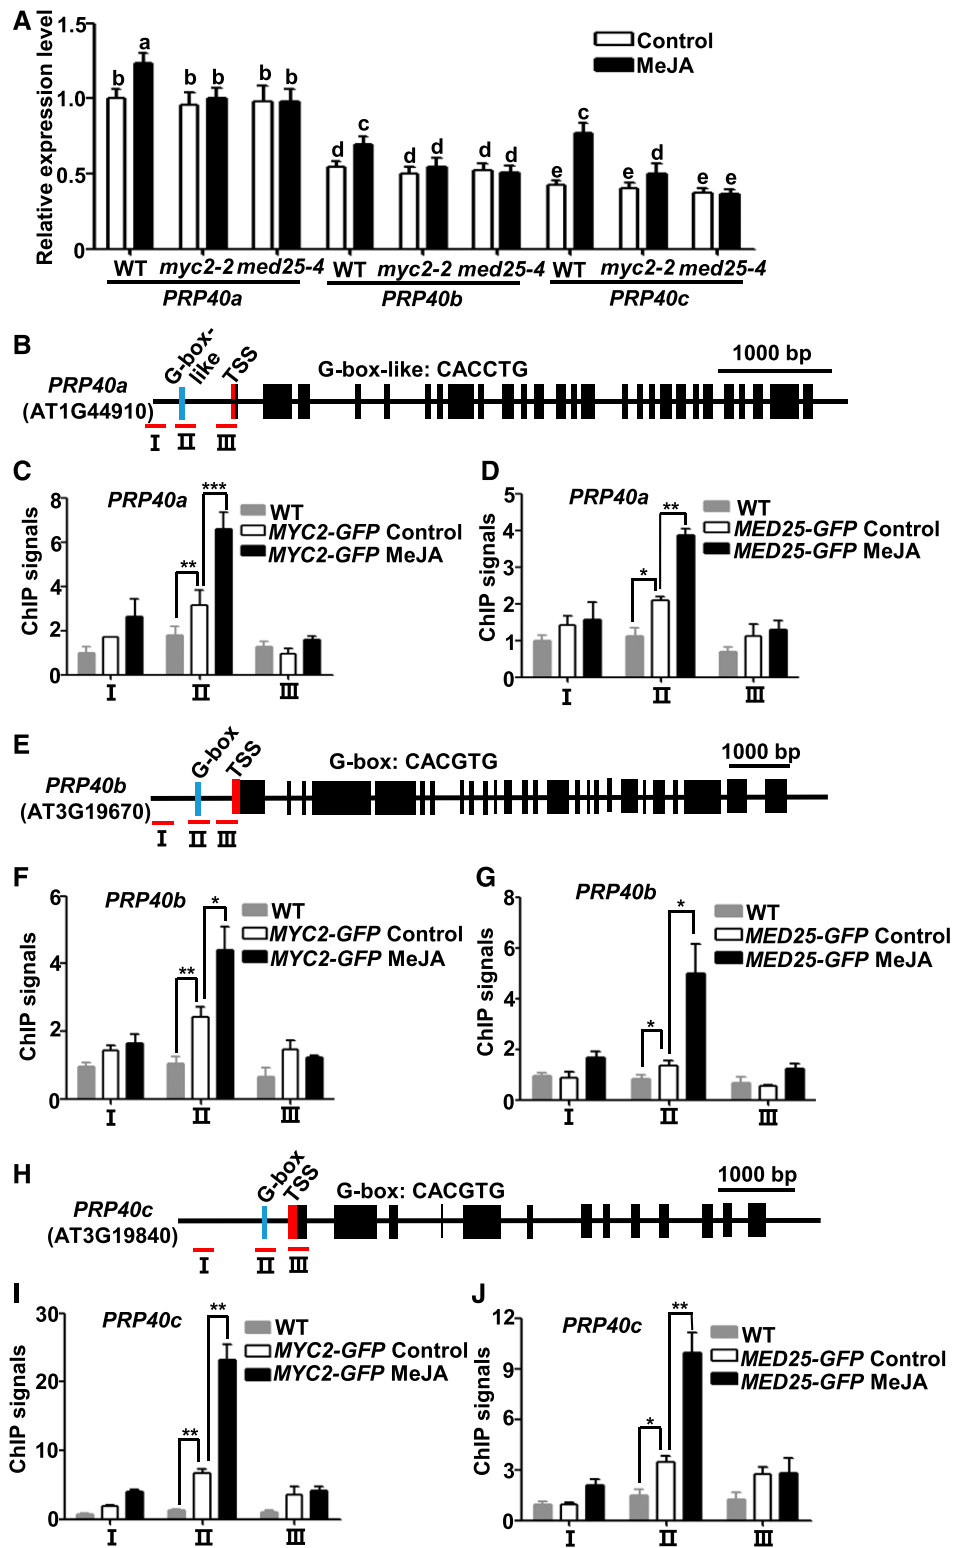 A
Relative expression level
1.5
1.0
0.5
0
Control
MeJA
b a b b b b d c d d d d e c e d e e
WT myc2-2 med25-4 WT myc2-2 med25-4 WT myc2-2 med25-4
PRP40a PRP40b PRP40c
B
G-box-
like
TSS
G-box-like: CACCTG
1000 bp
PRP40a
(AT1G44910)
I II III
C
PRP40a
ChIP signals
8
6
4
2
0
** ***
WT
MYC2-GFP Control
MYC2-GFP MeJA
I II III
D
PRP40a
ChIP signals
5
4
3
2
1
0
* **
WT
MED25-GFP Control
MED25-GFP MeJA
I II III
E
G-box
TSS
G-box: CACGTG
1000 bp
PRP40b
(AT3G19670)
I II III
F
PRP40b
ChIP signals
6
4
2
0
** *
WT
MYC2-GFP Control
MYC2-GFP MeJA
I II III
G
PRP40b
ChIP signals
8
6
4
2
0
* *
WT
MED25-GFP Control
MED25-GFP MeJA
I II III
H
G-box
TSS
G-box: CACGTG
1000 bp
PRP40c
(AT3G19840)
I II III
I
PRP40c
ChIP signals
30
20
10
0
** **
WT
MYC2-GFP Control
MYC2-GFP MeJA
I II III
J
PRP40c
ChIP signals
12
9
6
3
0
* **
WT
MED25-GFP Control
MED25-GFP MeJA
I II III